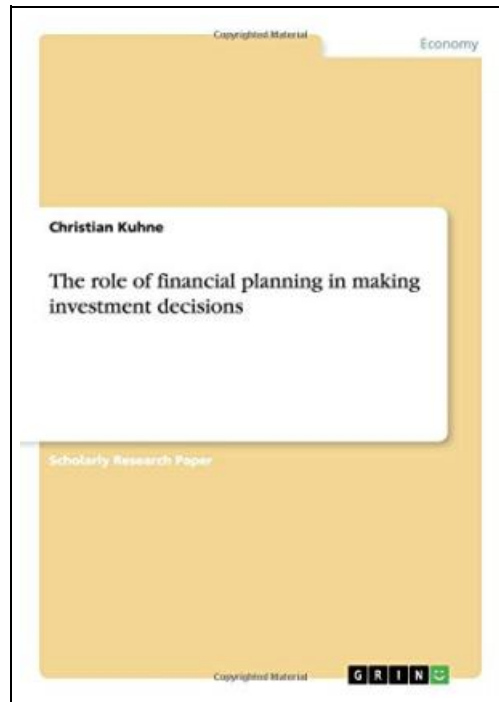 Copyrighted Material
Economy
Christian Kuhne
The role of financial planning in making
investment decisions
Scholarly Research Paper
Copyrighted Material
GRIN